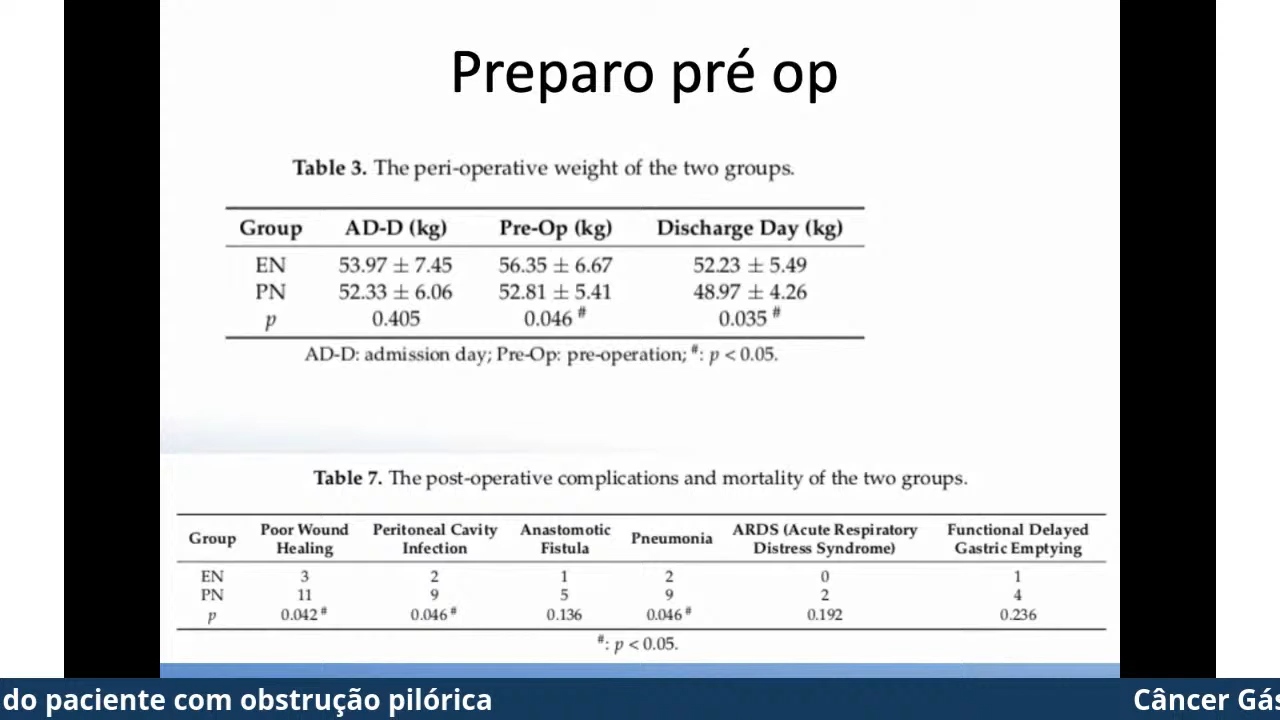 Preparo pré op
Table 3. The peri-operative weight of the two groups.
Group AD-D (kg) Pre-Op (kg) Discharge Day (kg)
EN 53.97 ± 7.45 56.35 ± 6.67 52.23 ± 5.49
PN 52.33 ± 6.06 52.81 ± 5.41 48.97 ± 4.26
p 0.405 0.046 # 0.035 #
AD-D: admission day; Pre-Op: pre-operation; #: p < 0.05.
Table 7. The post-operative complications and mortality of the two groups.
Group Poor Wound Healing Peritoneal Cavity Infection Anastomotic Fistula Pneumonia ARDS (Acute Respiratory Distress Syndrome) Functional Delayed Gastric Emptying
EN 3 2 1 2 0 1
PN 11 9 5 9 2 4
p 0.042 # 0.046 # 0.136 0.046 # 0.192 0.236
#: p < 0.05.
do paciente com obstrução pilórica Câncer Gás